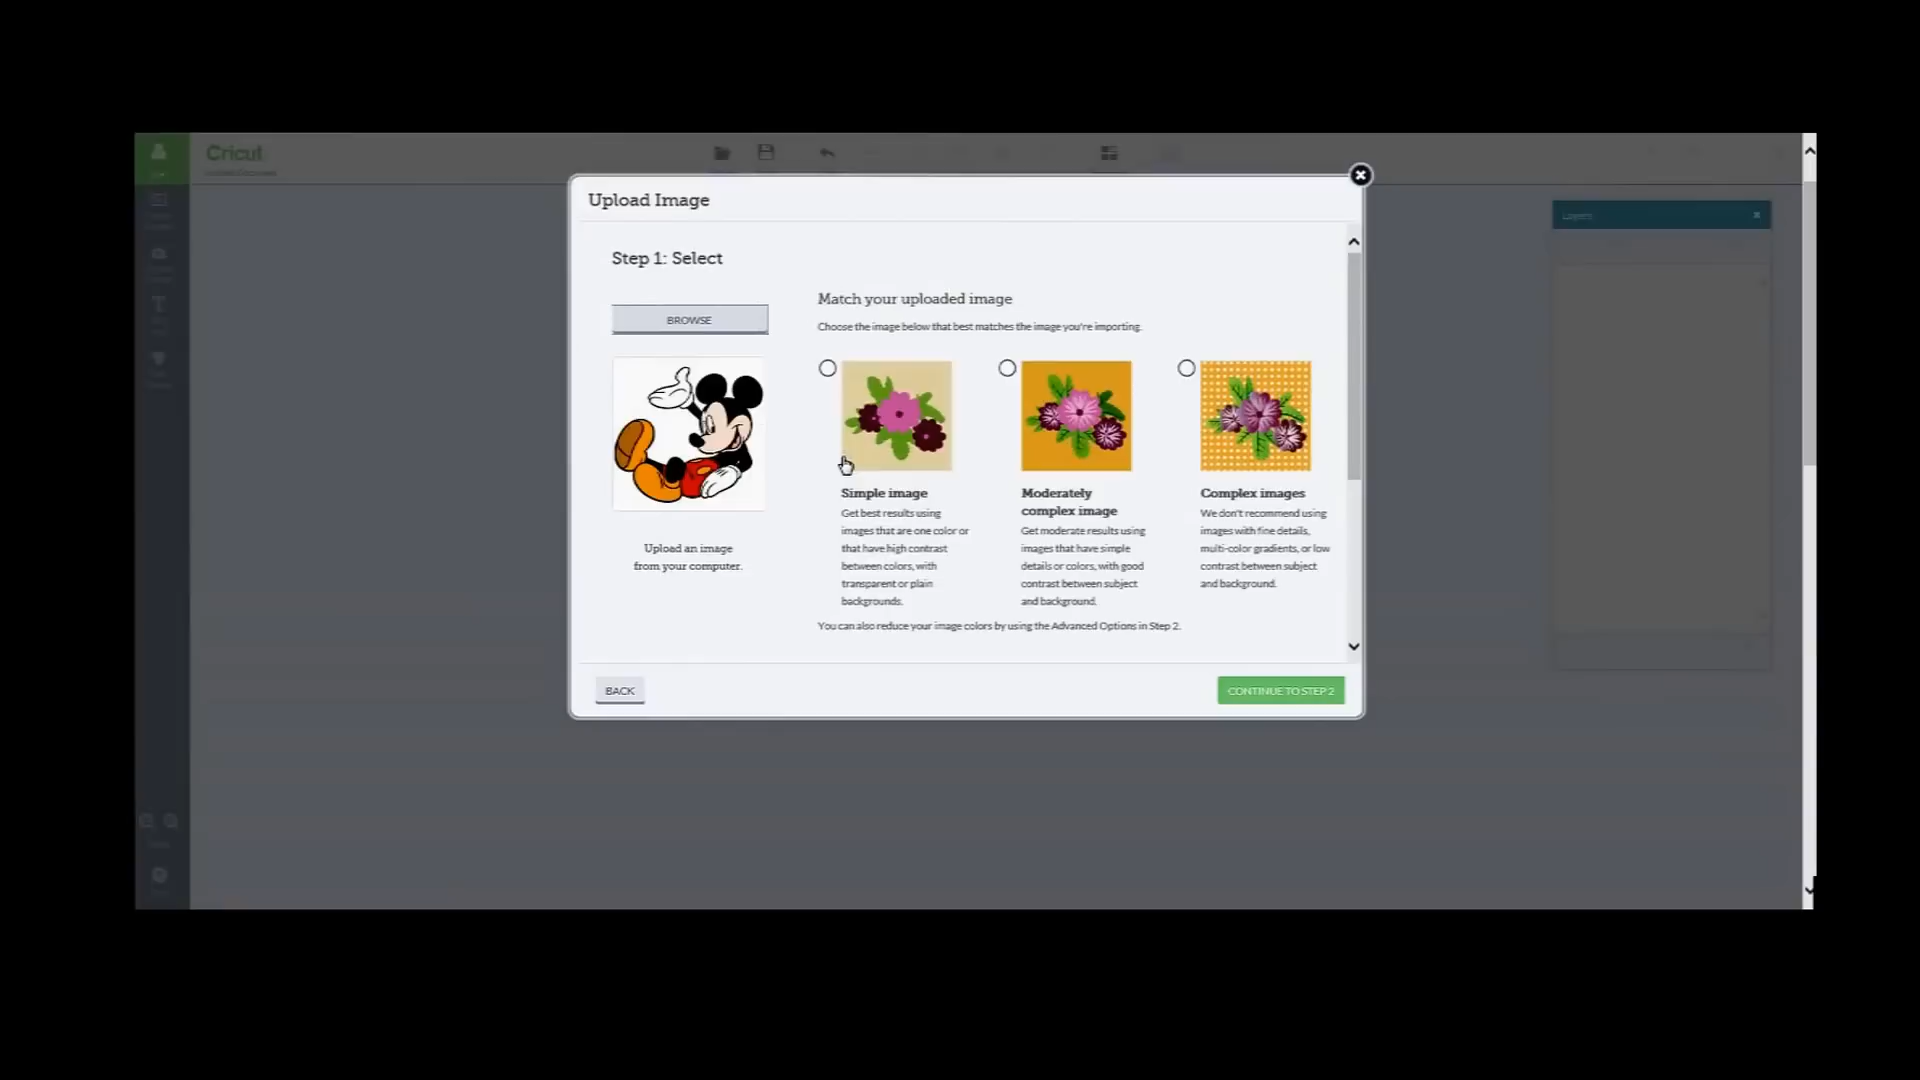 Cricut
Upload Image
Layers
Step 1: Select
BROWSE
Match your uploaded image
Choose the image below that best matches the image you're importing.
Upload an image
from your computer.
Simple image
Get best results using
images that are one color or
that have high contrast
between colors, with
transparent or plain
backgrounds.
Moderately
complex image
Get moderate results using
images that have simple
details or colors, with good
contrast between subject
and background.
Complex images
We don't recommend using
images with fine details,
multi-color gradients, or low
contrast between subject
and background.
You can also reduce your image colors by using the Advanced Options in Step 2.
BACK
CONTINUE TO STEP 2